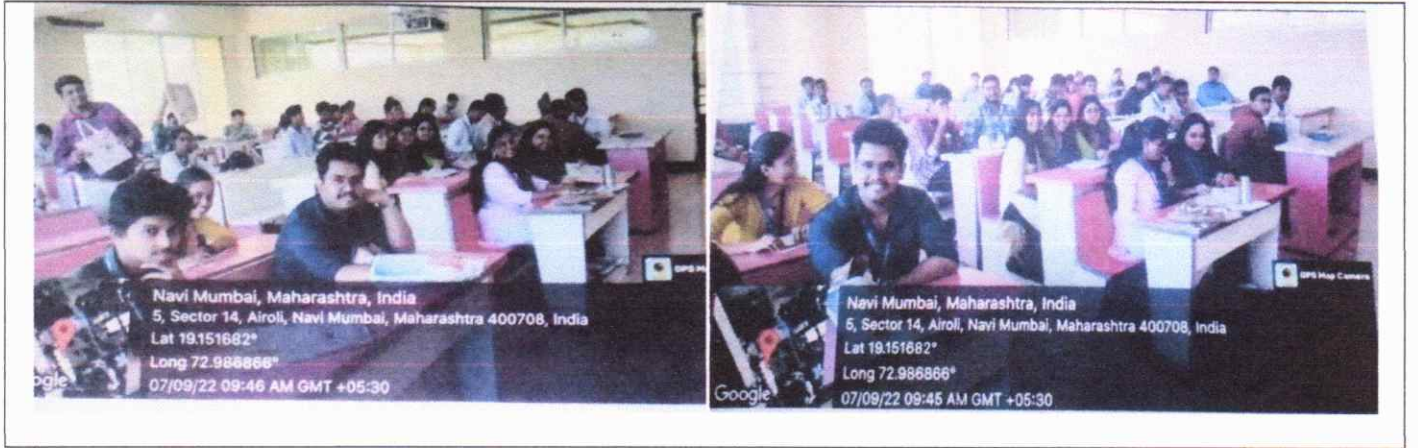 GPS M
Navi Mumbai, Maharashtra, India
5, Sector 14, Airoli, Navi Mumbai, Maharashtra 400708, India
Lat 19.151682°
Long 72.986866°
07/09/22 09:46 AM GMT +05:30
ogle
GPS Map Camera
Navi Mumbai, Maharashtra, India
5, Sector 14, Airoli, Navi Mumbai, Maharashtra 400708, India
Lat 19.151682°
Long 72.986866°
07/09/22 09:45 AM GMT +05:30
Google